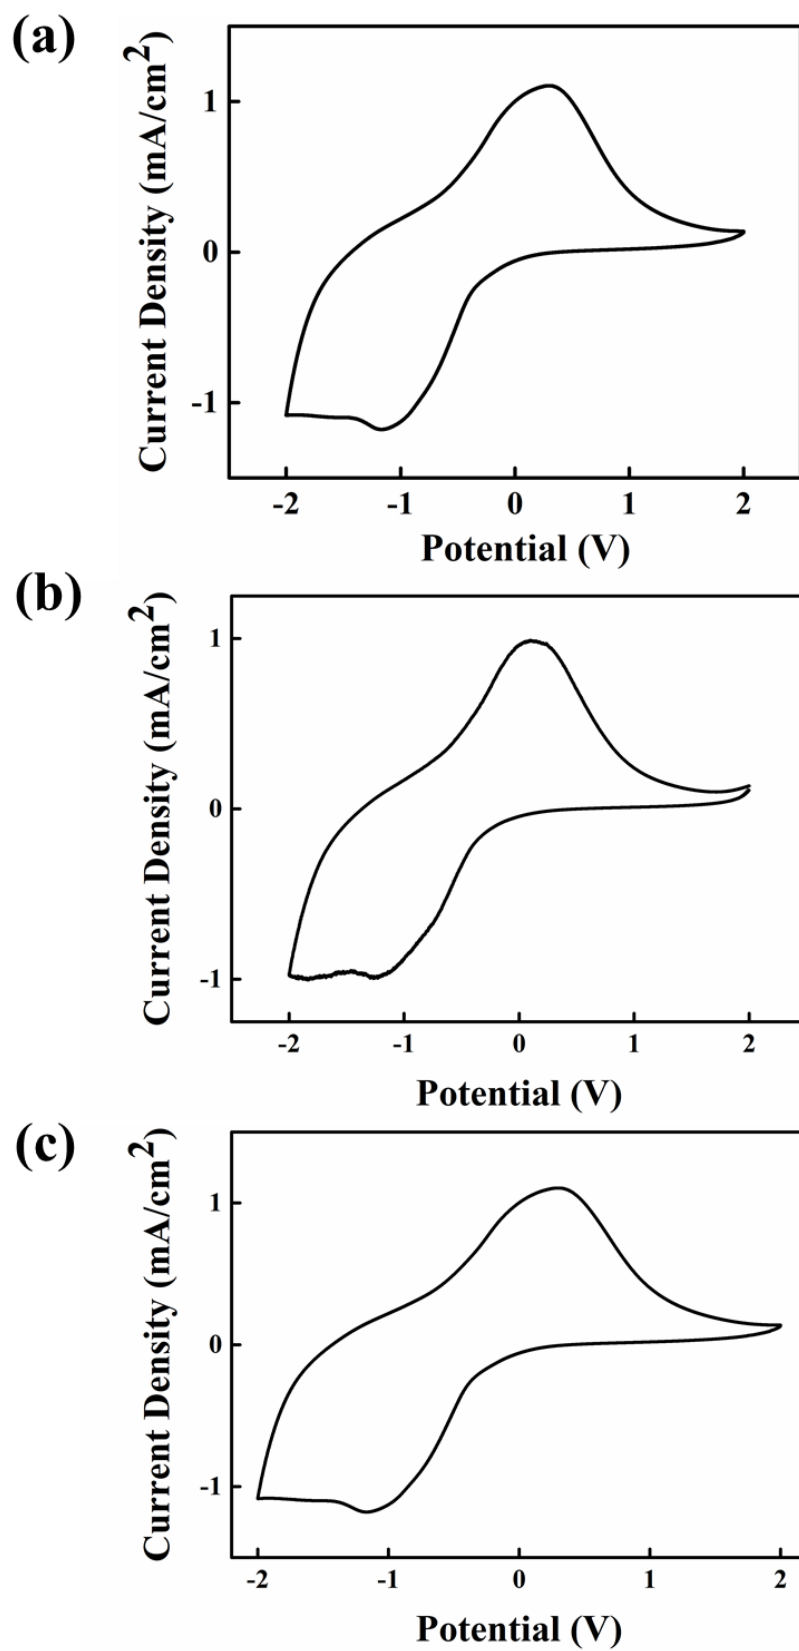 (a)
Current Density (mA/cm²)
1
0
-1
-2 -1 0 1 2
Potential (V)
(b)
Current Density (mA/cm²)
1
0
-1
-2 -1 0 1 2
Potential (V)
(c)
Current Density (mA/cm²)
1
0
-1
-2 -1 0 1 2
Potential (V)